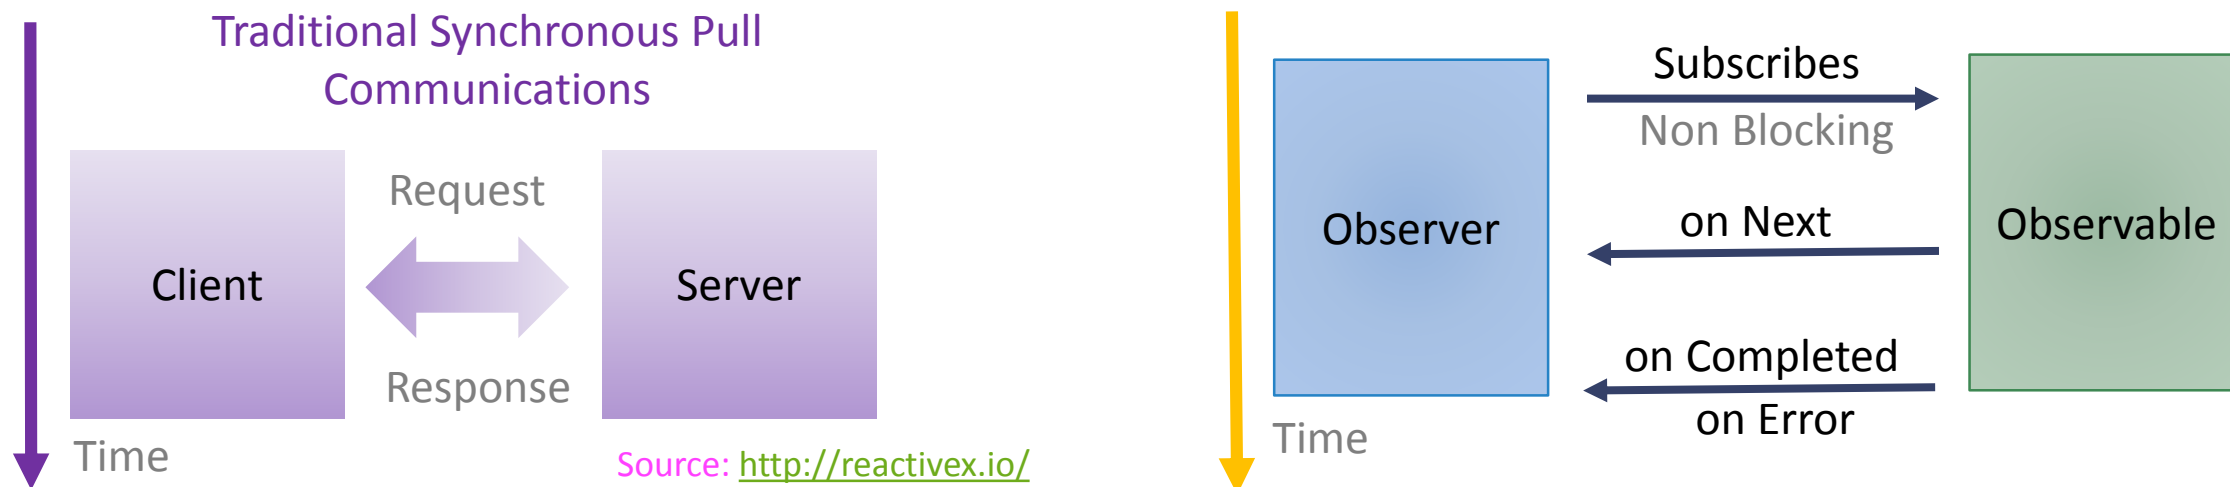 Traditional Synchronous Pull
Communications
Client
Request
Response
Server
Time
Source: http://reactivex.io/
Observer
Subscribes
Non Blocking
on Next
on Completed
on Error
Observable
Time